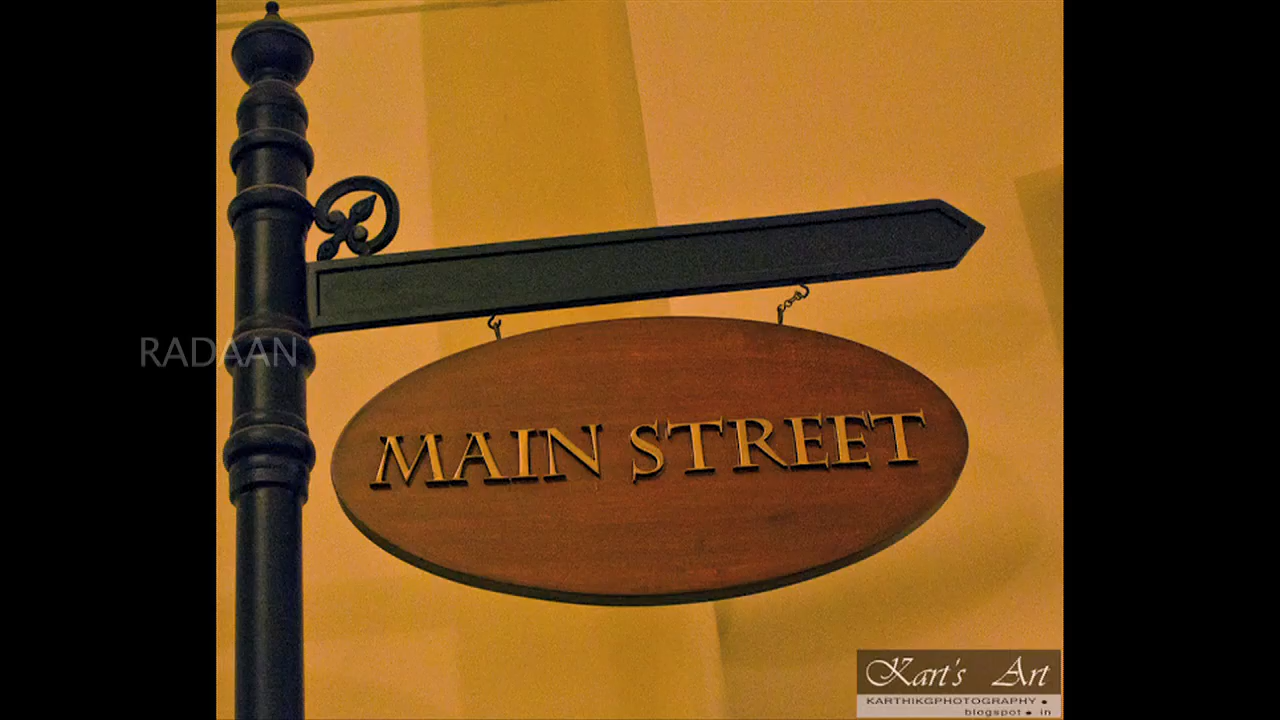 RADAAN
MAIN STREET
Kart's Art
KARTHIKGPHOTOGRAPHY •
blogspot • in